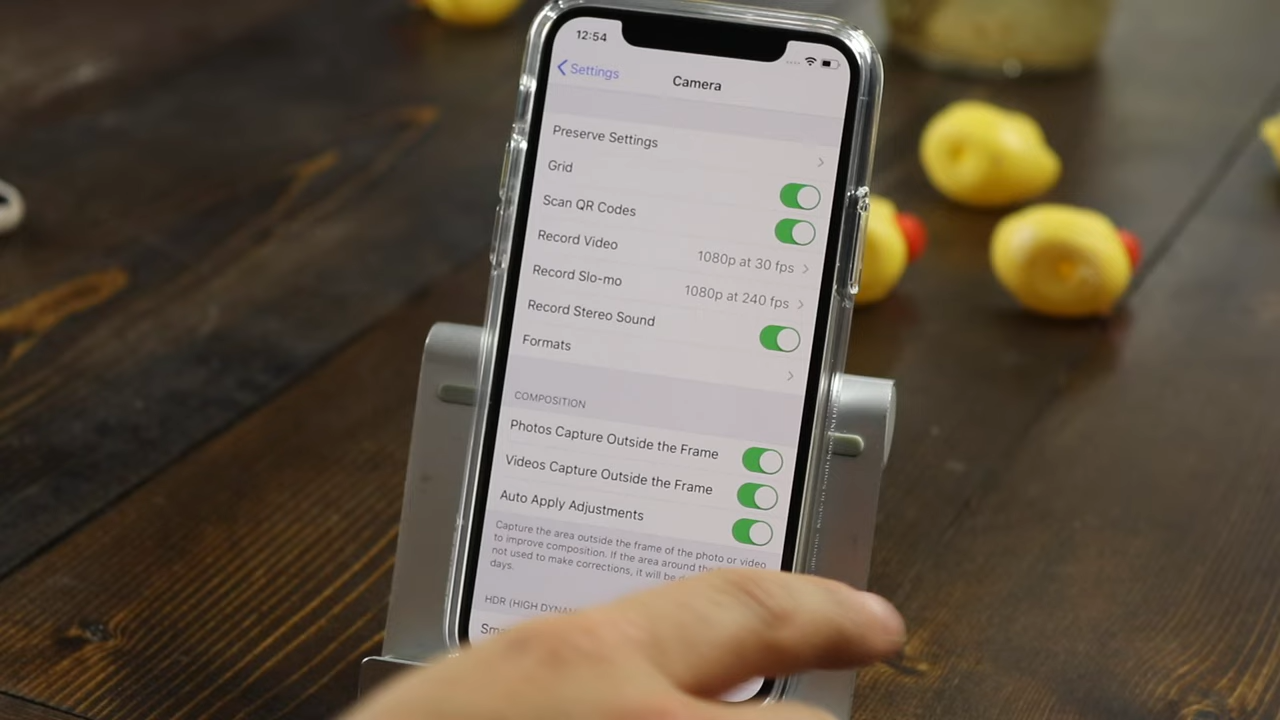 12:54
Settings
Camera
Preserve Settings
Grid
Scan QR Codes
Record Video 1080p at 30 fps
Record Slo-mo 1080p at 240 fps
Record Stereo Sound
Formats
COMPOSITION
Photos Capture Outside the Frame
Videos Capture Outside the Frame
Auto Apply Adjustments
Capture the area outside the frame of the photo or video
to improve composition. If the area around the
not used to make corrections, it will be
days.
HDR (HIGH